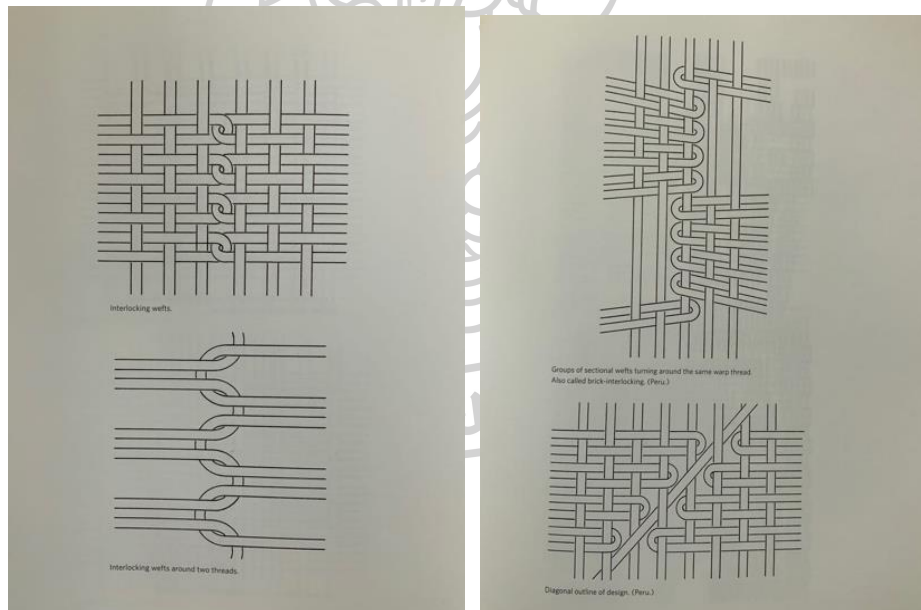 Interlocking wefts.
Interlocking wefts around two threads.
Groups of sectional wefts turning around the same warp thread.
Also called brick-interlocking. (Peru.)
Diagonal outline of design. (Peru.)